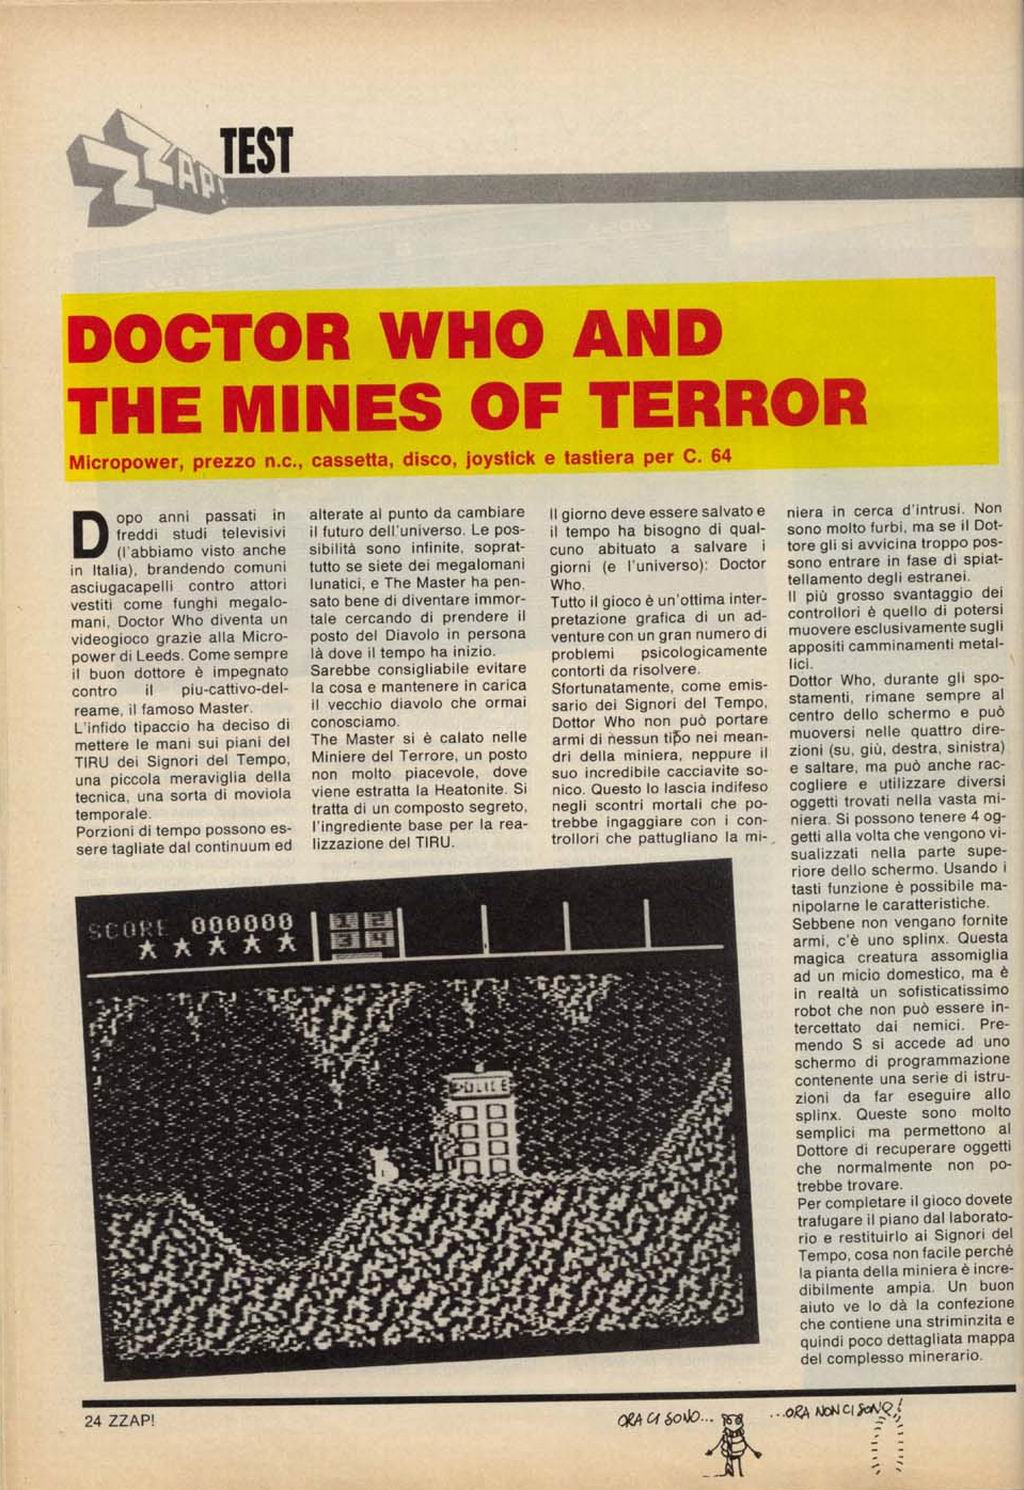 ZZAP!
TEST
DOCTOR WHO AND
THE MINES OF TERROR
Micropower, prezzo n.c., cassetta, disco, joystick e tastiera per C. 64
Dopo anni passati in
freddi studi televisivi
(l'abbiamo visto anche
in Italia), brandendo comuni
asciugacapelli contro attori
vestiti come funghi megalo-
mani, Doctor Who diventa un
videogioco grazie alla Micro-
power di Leeds. Come sempre
il buon dottore è impegnato
contro il piu-cattivo-del-
reame, il famoso Master.
L'infido tipaccio ha deciso di
mettere le mani sui piani del
TIRU dei Signori del Tempo,
una piccola meraviglia della
tecnica, una sorta di moviola
temporale.
Porzioni di tempo possono es-
sere tagliate dal continuum ed
alterate al punto da cambiare
il futuro dell'universo. Le pos-
sibilità sono infinite, soprat-
tutto se siete dei megalomani
lunatici, e The Master ha pen-
sato bene di diventare immor-
tale cercando di prendere il
posto del Diavolo in persona
là dove il tempo ha inizio.
Sarebbe consigliabile evitare
la cosa e mantenere in carica
il vecchio diavolo che ormai
conosciamo.
The Master si è calato nelle
Miniere del Terrore, un posto
non molto piacevole, dove
viene estratta la Heatonite. Si
tratta di un composto segreto,
l'ingrediente base per la rea-
lizzazione del TIRU.
Il giorno deve essere salvato e
il tempo ha bisogno di qual-
cuno abituato a salvare i
giorni (e l'universo): Doctor
Who.
Tutto il gioco è un'ottima inter-
pretazione grafica di un ad-
venture con un gran numero di
problemi psicologicamente
contorti da risolvere.
Sfortunatamente, come emis-
sario dei Signori del Tempo,
Dottor Who non può portare
armi di nessun tipo nei mean-
dri della miniera, neppure il
suo incredibile cacciavite so-
nico. Questo lo lascia indifeso
negli scontri mortali che po-
trebbe ingaggiare con i con-
trollori che pattugliano la mi-
niera in cerca d'intrusi. Non
sono molto furbi, ma se il Dot-
tore gli si avvicina troppo pos-
sono entrare in fase di spiat-
tellamento degli estranei.
Il più grosso svantaggio dei
controllori è quello di potersi
muovere esclusivamente sugli
appositi camminamenti metal-
lici.
Dottor Who, durante gli spo-
stamenti, rimane sempre al
centro dello schermo e può
muoversi nelle quattro dire-
zioni (su, giù, destra, sinistra)
e saltare, ma può anche rac-
cogliere e utilizzare diversi
oggetti trovati nella vasta mi-
niera. Si possono tenere 4 og-
getti alla volta che vengono vi-
sualizzati nella parte supe-
riore dello schermo. Usando i
tasti funzione è possibile ma-
nipolarne le caratteristiche.
Sebbene non vengano fornite
armi, c'è uno splinx. Questa
magica creatura assomiglia
ad un micio domestico, ma è
in realtà un sofisticatissimo
robot che non può essere in-
tercettato dai nemici. Pre-
mendo S si accede ad uno
schermo di programmazione
contenente una serie di istru-
zioni da far eseguire allo
splinx. Queste sono molto
semplici ma permettono al
Dottore di recuperare oggetti
che normalmente non po-
trebbe trovare.
Per completare il gioco dovete
trafugare il piano dal laborato-
rio e restituirlo ai Signori del
Tempo, cosa non facile perché
la pianta della miniera è incre-
dibilmente ampia. Un buon
aiuto ve lo dà la confezione
che contiene una striminzita e
quindi poco dettagliata mappa
del complesso minerario.
SCORE 000000
1 2
3 4
POLICE
24 ZZAP!
ORA CI SONO...
...ORA NON CI SONO!